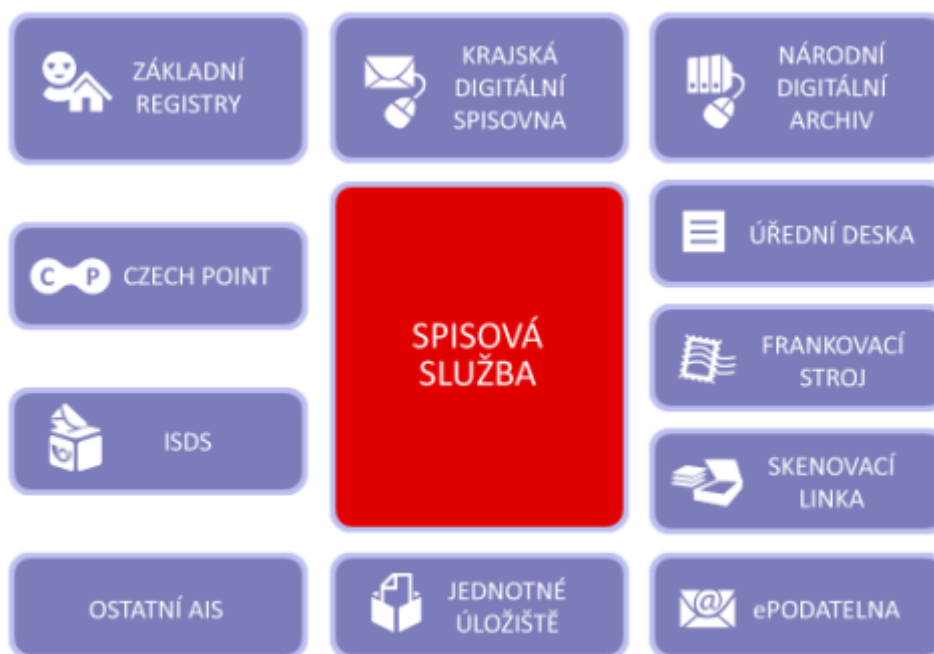 ZÁKLADNÍ
REGISTRY
KRAJSKÁ
DIGITÁLNÍ
SPISOVNA
NÁRODNÍ
DIGITÁLNÍ
ARCHIV
C P CZECH POINT
SPISOVÁ
SLUŽBA
ÚŘEDNÍ DESKA
FRANKOVACÍ
STROJ
ISDS
SKENOVACÍ
LINKA
OSTATNÍ AIS
JEDNOTNÉ
ÚLOŽIŠTĚ
@ ePODATELNA